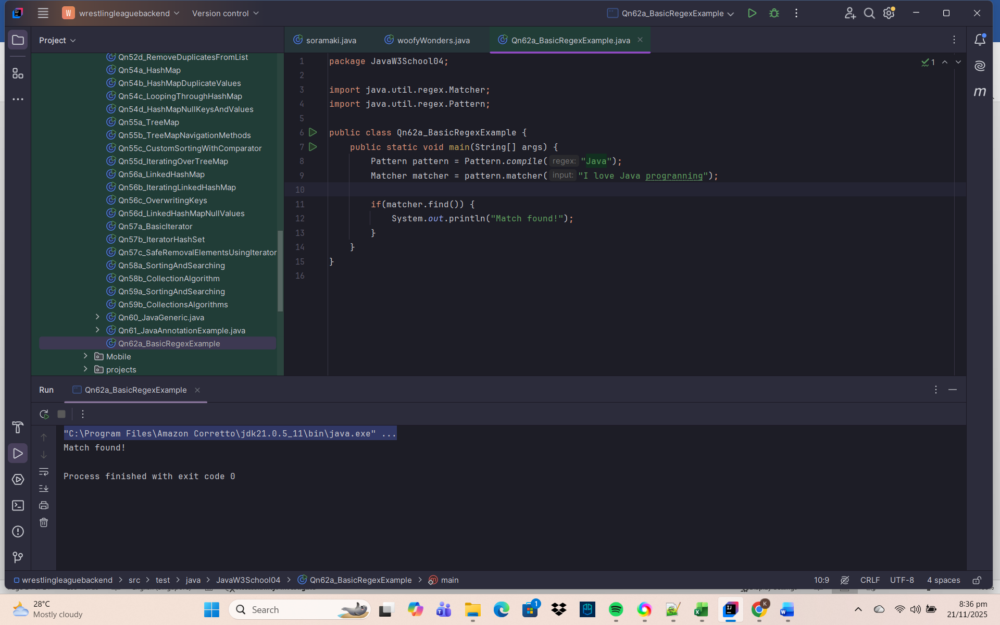 W wrestlingleaguebackend Version control Qn62a_BasicRegexExample
Project
soramaki.java woofyWonders.java Qn62a_BasicRegexExample.java
Qn52d_RemoveDuplicatesFromList
Qn54a_HashMap
Qn54b_HashMapDuplicateValues
Qn54c_LoopingThroughHashMap
Qn54d_HashMapNullKeysAndValues
Qn55a_TreeMap
Qn55b_TreeMapNavigationMethods
Qn55c_CustomSortingWithComparator
Qn55d_IteratingOverTreeMap
Qn56a_LinkedHashMap
Qn56b_IteratingLinkedHashMap
Qn56c_OverwritingKeys
Qn56d_LinkedHashMapNullValues
Qn57a_BasicIterator
Qn57b_IteratorHashSet
Qn57c_SafeRemovalElementsUsingIterator
Qn58a_SortingAndSearching
Qn58b_CollectionAlgorithm
Qn59a_SortingAndSearching
Qn59b_CollectionsAlgorithms
Qn60_JavaGeneric.java
Qn61_JavaAnnotationExample.java
Qn62a_BasicRegexExample
Mobile
projects
1 package JavaW3School04;
2
3 import java.util.regex.Matcher;
4 import java.util.regex.Pattern;
5
6 public class Qn62a_BasicRegexExample {
7 public static void main(String[] args) {
8 Pattern pattern = Pattern.compile( regex: "Java");
9 Matcher matcher = pattern.matcher( input: "I love Java progranning");
10
11 if(matcher.find()) {
12 System.out.println("Match found!");
13 }
14 }
15 }
16
1
m
Run Qn62a_BasicRegexExample
"C:\Program Files\Amazon Corretto\jdk21.0.5_11\bin\java.exe" ...
Match found!
Process finished with exit code 0
wrestlingleaguebackend > src > test > java > JavaW3School04 > Qn62a_BasicRegexExample > main
10:9 CRLF UTF-8 4 spaces
28°C
Mostly cloudy
Search
1
K
8:36 pm
21/11/2025